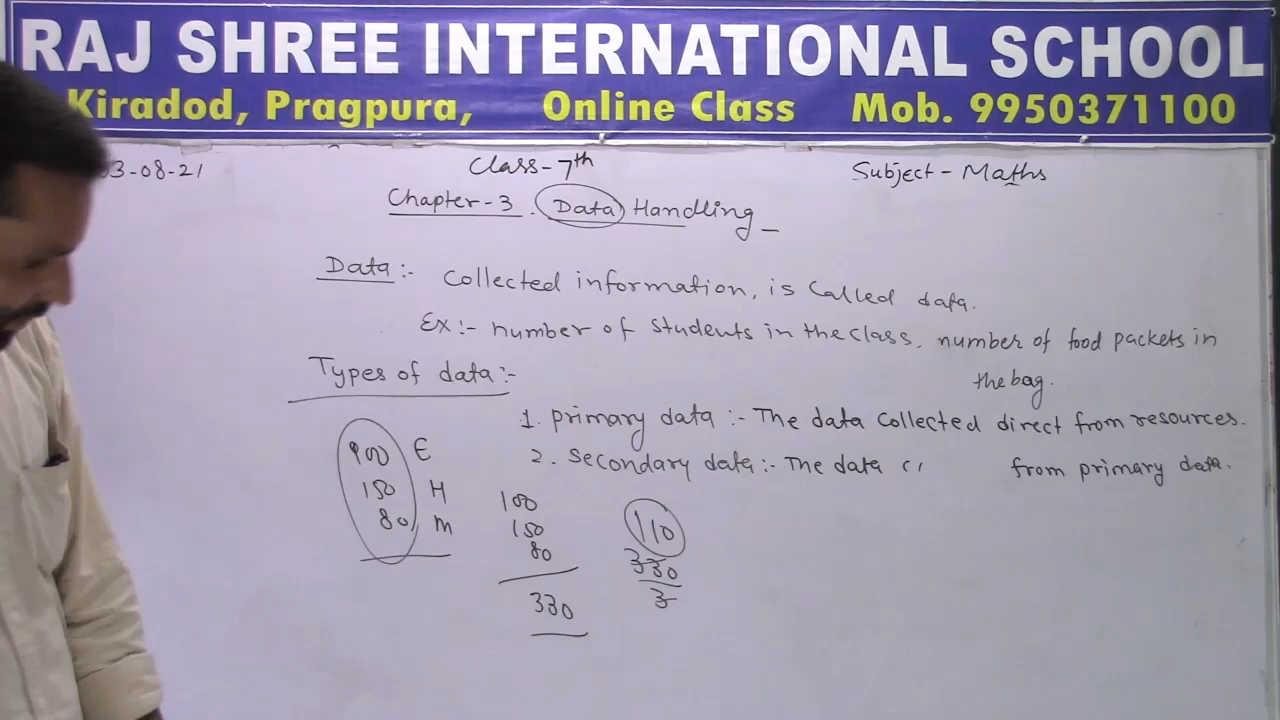 RAJ SHREE INTERNATIONAL SCHOOL
Kiradod, Pragpura, Online Class Mob. 9950371100
03-08-21 Class-7th Subject-Maths
Chapter-3. Data Handling
Data:- Collected information, is called data.
Ex:- number of students in the class, number of food packets in
the bag.
Types of data:-
1. primary data:- The data collected direct from resources.
2. secondary data:- The data from primary data.
100 E
150 H
80 m
100
150
80
330
110
330
3